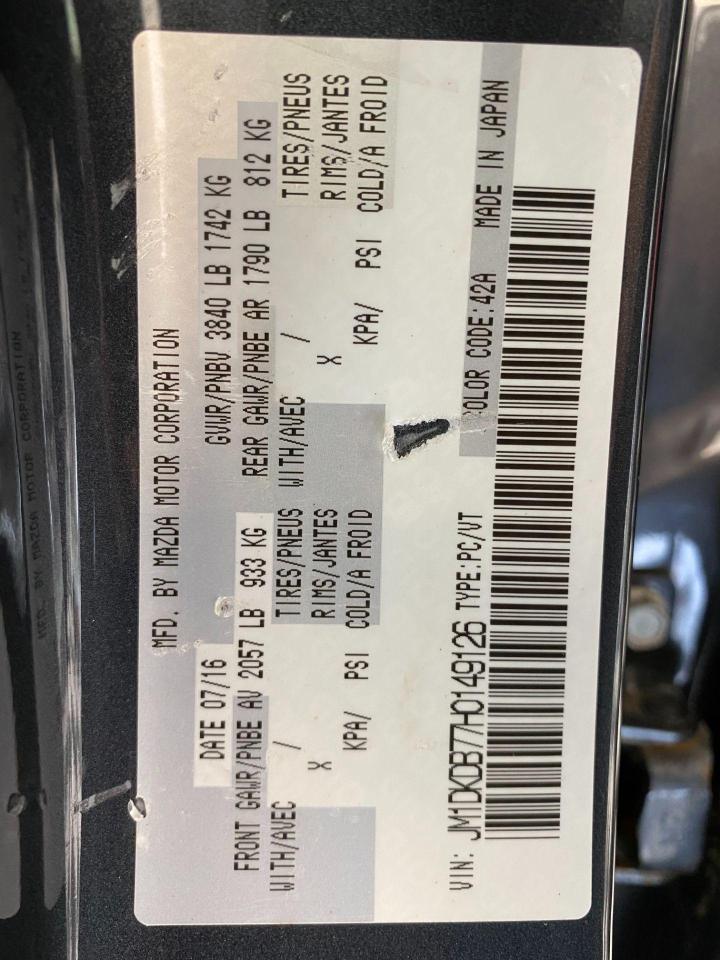 MFD. BY MAZDA MOTOR CORPORATION
DATE 07/16 GVWR/PNBV 3840 LB 1742 KG
FRONT GAWR/PNBE AV 2057 LB 933 KG REAR GAWR/PNBE AR 1790 LB 812 KG
WITH/AVEC / TIRES/PNEUS WITH/AVEC / TIRES/PNEUS
X RIMS/JANTES X RIMS/JANTES
KPA/ PSI COLD/A FROID KPA/ PSI COLD/A FROID
VIN: JM1DKDB77H0149126 TYPE:PC/VT COLOR CODE:42A MADE IN JAPAN